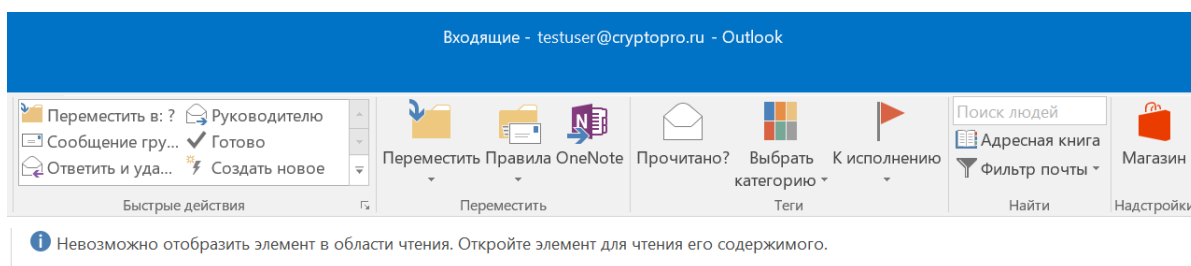 Входящие - testuser@cryptopro.ru - Outlook
Переместить в: ? Руководителю
Сообщение гру... Готово
Ответить и уда... Создать новое
Быстрые действия
Переместить Правила OneNote
Переместить
Прочитано? Выбрать категорию К исполнению
Теги
Поиск людей
Адресная книга
Фильтр почты
Найти
Магазин
Надстройки
Невозможно отобразить элемент в области чтения. Откройте элемент для чтения его содержимого.